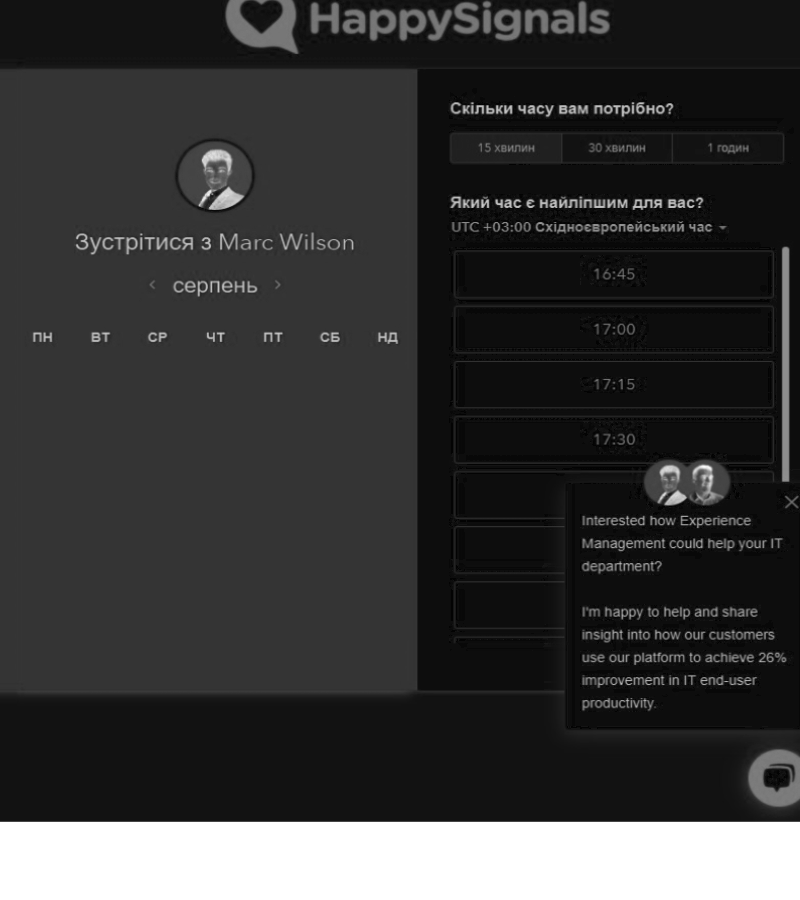 HappySignals
Зустрітися з Marc Wilson
серпень
ПН ВТ СР ЧТ ПТ СБ НД
Скільки часу вам потрібно?
15 хвилин 30 хвилин 1 годин
Який час є найліпшим для вас?
UTC +03:00 Східноєвропейський час
16:45
17:00
17:15
17:30
Interested how Experience
Management could help your IT
department?
I'm happy to help and share
insight into how our customers
use our platform to achieve 26%
improvement in IT end-user
productivity.